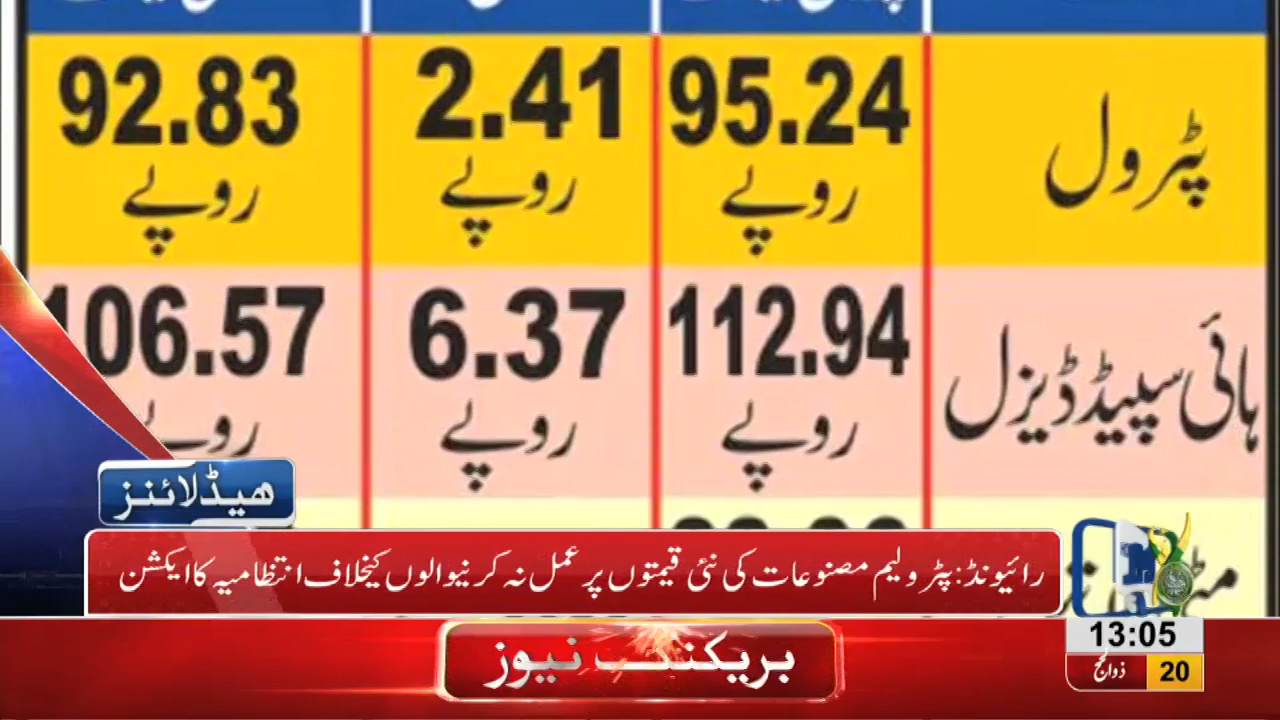 پٹرول 95.24 2.41 92.83
روپے روپے روپے
ہائی سپیڈ ڈیزل 112.94 6.37 106.57
روپے روپے روپے
ہیڈلائنز
رائیونڈ: پٹرولیم مصنوعات کی نئی قیمتوں پر عمل نہ کرنیوالوں کیخلاف انتظامیہ کا ایکشن
بریکنگ نیوز
13:05
20 ذوالحج